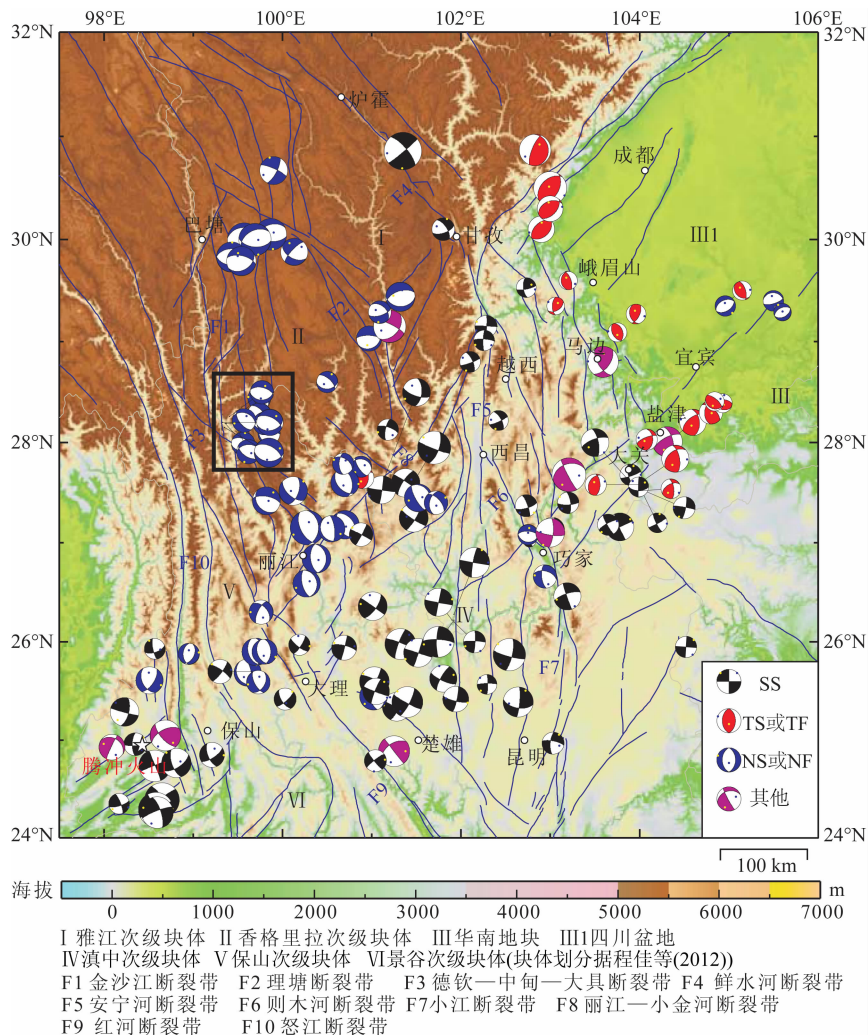 98°E 100°E 102°E 104°E 106°E
32°N 32°N
炉霍
成都
F4
巴塘 甘孜
30°N 30°N
Ⅰ Ⅲ1
峨眉山
F2
F1 Ⅱ
马边
宜宾
越西
Ⅲ
F5 盐津
F3
28°N 28°N
西昌 大关
F8
F6
丽江 巧家
F10
Ⅴ Ⅳ
26°N 26°N
F7
大理
SS
保山 TS或TF
楚雄 昆明
NS或NF
腾冲火山
Ⅵ F9 其他
24°N 24°N
100 km
海拔 m
0 1000 2000 3000 4000 5000 6000 7000
Ⅰ 雅江次级块体 Ⅱ 香格里拉次级块体 Ⅲ华南地块 Ⅲ1四川盆地
Ⅳ滇中次级块体 Ⅴ保山次级块体 Ⅵ景谷次级块体(块体划分据程佳等(2012))
F1 金沙江断裂带 F2 理塘断裂带 F3 德钦—中甸—大具断裂带 F4 鲜水河断裂带
F5 安宁河断裂带 F6 则木河断裂带 F7小江断裂带 F8 丽江—小金河断裂带
F9 红河断裂带 F10 怒江断裂带